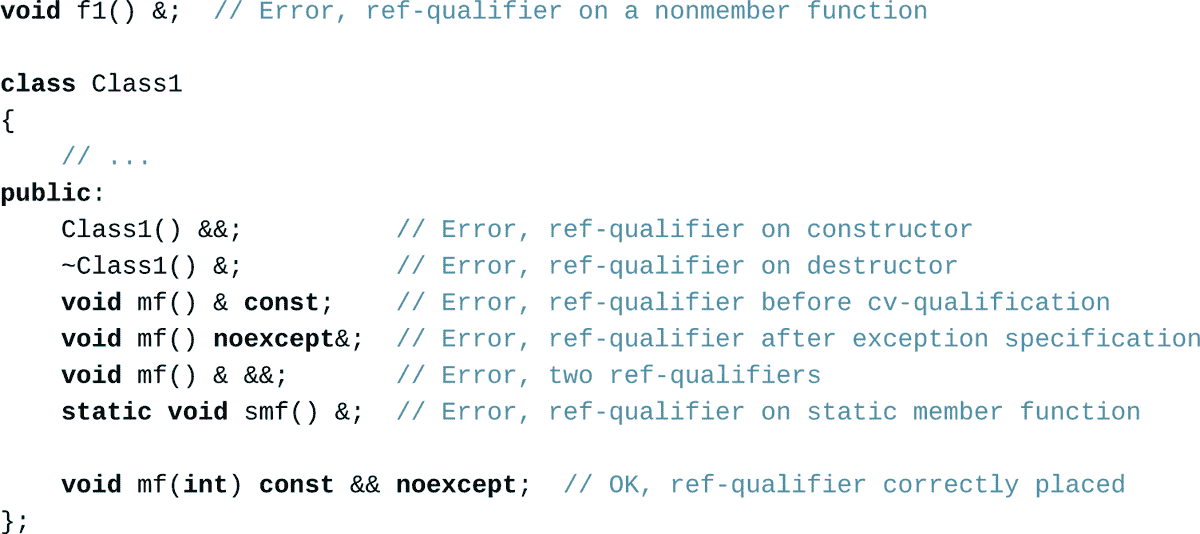 void f1() &;  // Error, ref-qualifier on a nonmember function
class Class1
{
    // ...
public:
    Class1() &&;          // Error, ref-qualifier on constructor
    ~Class1() &;          // Error, ref-qualifier on destructor
    void mf() & const;    // Error, ref-qualifier before cv-qualification
    void mf() noexcept&;  // Error, ref-qualifier after exception specification
    void mf() & &&;       // Error, two ref-qualifiers
    static void smf() &;  // Error, ref-qualifier on static member function
    void mf(int) const && noexcept;  // OK, ref-qualifier correctly placed
};